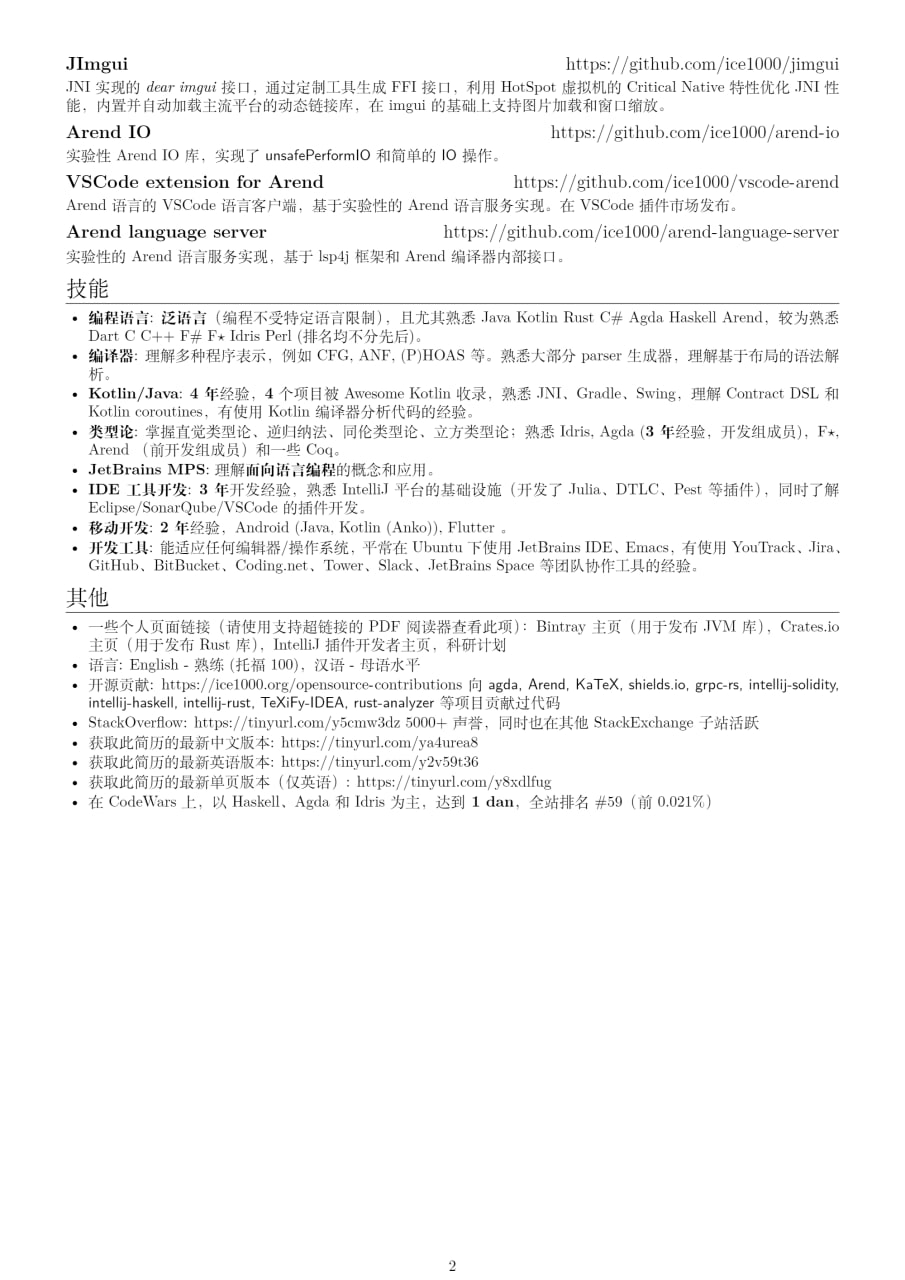 JImgui https://github.com/ice1000/jimgui
JNI 实现的 dear imgui 接口，通过定制工具生成 FFI 接口，利用 HotSpot 虚拟机的 Critical Native 特性优化 JNI 性
能，内置并自动加载主流平台的动态链接库，在 imgui 的基础上支持图片加载和窗口缩放。
Arend IO https://github.com/ice1000/arend-io
实验性 Arend IO 库，实现了 unsafePerformIO 和简单的 IO 操作。
VSCode extension for Arend https://github.com/ice1000/vscode-arend
Arend 语言的 VSCode 语言客户端，基于实验性的 Arend 语言服务实现。在 VSCode 插件市场发布。
Arend language server https://github.com/ice1000/arend-language-server
实验性的 Arend 语言服务实现，基于 lsp4j 框架和 Arend 编译器内部接口。
技能
• 编程语言: 泛语言（编程不受特定语言限制），且尤其熟悉 Java Kotlin Rust C# Agda Haskell Arend，较为熟悉
Dart C C++ F# F⋆ Idris Perl (排名均不分先后)。
• 编译器: 理解多种程序表示，例如 CFG, ANF, (P)HOAS 等。熟悉大部分 parser 生成器，理解基于布局的语法解
析。
• Kotlin/Java: 4 年经验，4 个项目被 Awesome Kotlin 收录，熟悉 JNI、Gradle、Swing，理解 Contract DSL 和
Kotlin coroutines，有使用 Kotlin 编译器分析代码的经验。
• 类型论: 掌握直觉类型论、逆归纳法、同伦类型论、立方类型论；熟悉 Idris, Agda (3 年经验，开发组成员)，F⋆,
Arend （前开发组成员）和一些 Coq。
• JetBrains MPS: 理解面向语言编程的概念和应用。
• IDE 工具开发: 3 年开发经验，熟悉 IntelliJ 平台的基础设施（开发了 Julia、DTLC、Pest 等插件），同时了解
Eclipse/SonarQube/VSCode 的插件开发。
• 移动开发: 2 年经验，Android (Java, Kotlin (Anko)), Flutter 。
• 开发工具: 能适应任何编辑器/操作系统，平常在 Ubuntu 下使用 JetBrains IDE、Emacs，有使用 YouTrack、Jira、
GitHub、BitBucket、Coding.net、Tower、Slack、JetBrains Space 等团队协作工具的经验。
其他
• 一些个人页面链接（请使用支持超链接的 PDF 阅读器查看此项）：Bintray 主页（用于发布 JVM 库），Crates.io
主页（用于发布 Rust 库），IntelliJ 插件开发者主页，科研计划
• 语言: English - 熟练 (托福 100)，汉语 - 母语水平
• 开源贡献: https://ice1000.org/opensource-contributions 向 agda, Arend, KaTeX, shields.io, grpc-rs, intellij-solidity,
intellij-haskell, intellij-rust, TeXiFy-IDEA, rust-analyzer 等项目贡献过代码
• StackOverflow: https://tinyurl.com/y5cmw3dz 5000+ 声誉，同时也在其他 StackExchange 子站活跃
• 获取此简历的最新中文版本: https://tinyurl.com/ya4urea8
• 获取此简历的最新英语版本: https://tinyurl.com/y2v59t36
• 获取此简历的最新单页版本（仅英语）: https://tinyurl.com/y8xdlfug
• 在 CodeWars 上，以 Haskell、Agda 和 Idris 为主，达到 1 dan，全站排名 #59（前 0.021%）
2